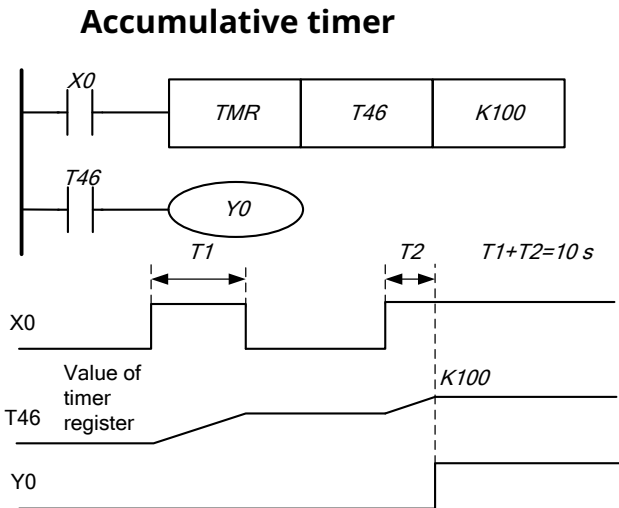 Accumulative timer
X0
TMR T46 K100
T46
Y0
T1 T2 T1+T2=10 s
X0
Value of
timer
register
K100
T46
Y0